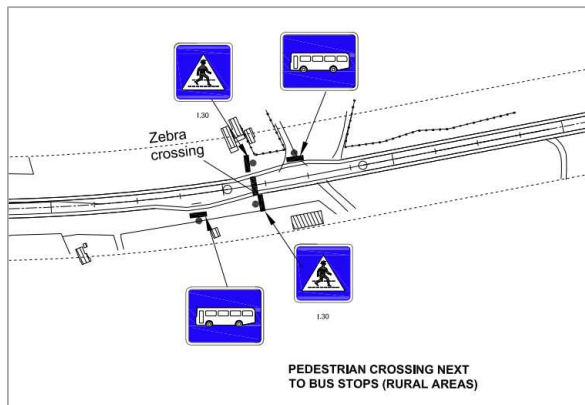 1.30
Zebra
crossing
1.30
PEDESTRIAN CROSSING NEXT
TO BUS STOPS (RURAL AREAS)